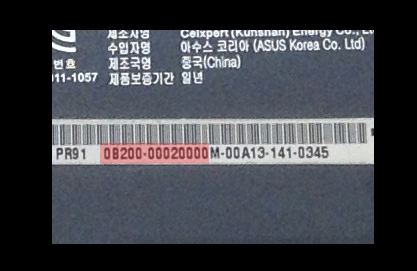 제조자명 Celxpert (Kunshan) Energy Co., Ltd
수입자명 아수스 코리아 (ASUS Korea Co. Ltd)
번호 제조국명 중국(China)
011-1057 제품보증기간 일년
PR91 0B200-00020000M-00A13-141-0345